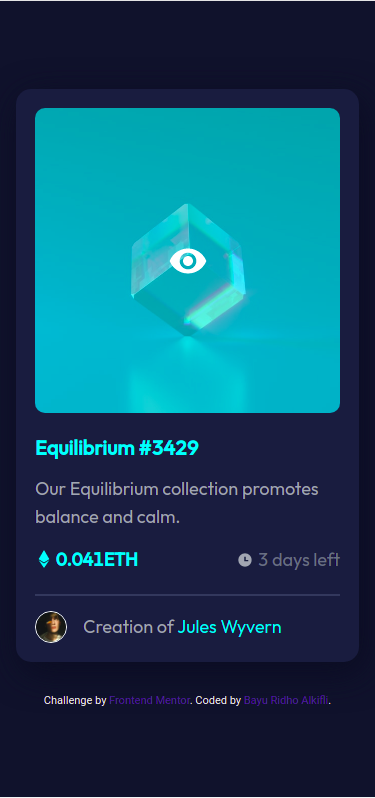 Equilibrium #3429
Our Equilibrium collection promotes
balance and calm.
0.041ETH 3 days left
Creation of Jules Wyvern
Challenge by Frontend Mentor. Coded by Bayu Ridho Alkifli.